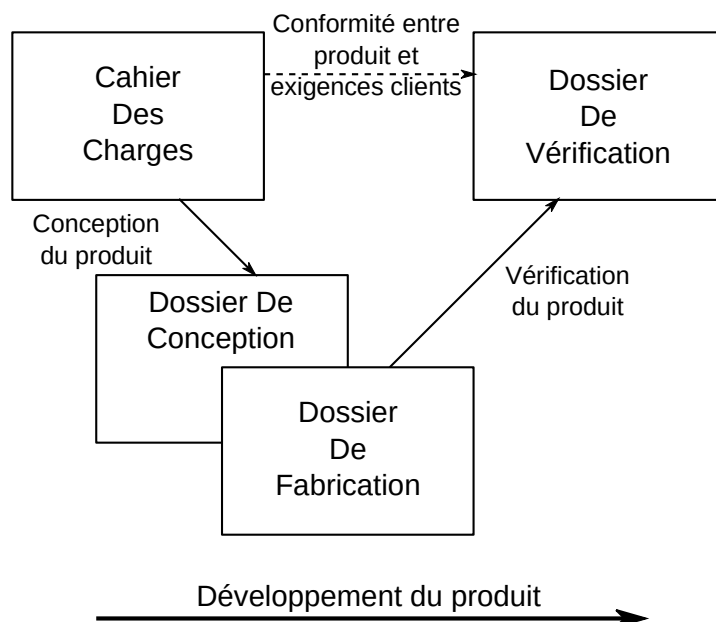 Cahier
Des
Charges
Conformité entre
produit et
exigences clients
Dossier
De
Vérification
Conception
du produit
Dossier De
Conception
Vérification
du produit
Dossier
De
Fabrication
Développement du produit